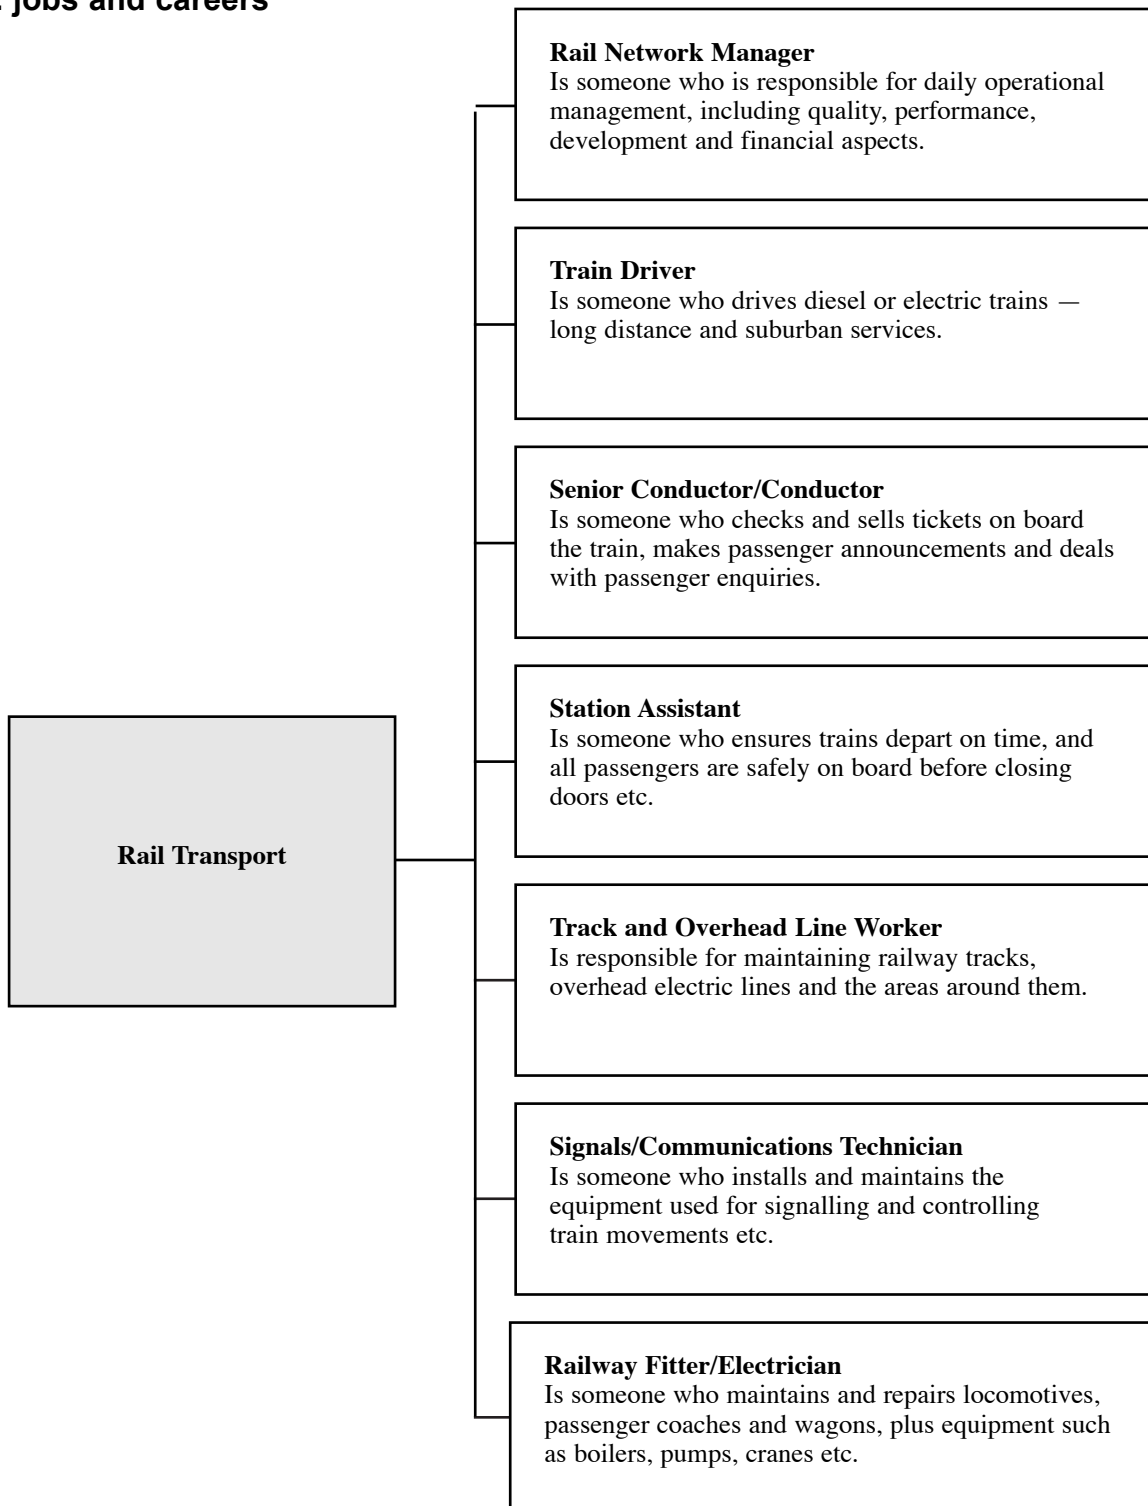 : jobs and careers
Rail Network Manager
Is someone who is responsible for daily operational
management, including quality, performance,
development and financial aspects.
Train Driver
Is someone who drives diesel or electric trains —
long distance and suburban services.
Senior Conductor/Conductor
Is someone who checks and sells tickets on board
the train, makes passenger announcements and deals
with passenger enquiries.
Station Assistant
Is someone who ensures trains depart on time, and
all passengers are safely on board before closing
doors etc.
Rail Transport
Track and Overhead Line Worker
Is responsible for maintaining railway tracks,
overhead electric lines and the areas around them.
Signals/Communications Technician
Is someone who installs and maintains the
equipment used for signalling and controlling
train movements etc.
Railway Fitter/Electrician
Is someone who maintains and repairs locomotives,
passenger coaches and wagons, plus equipment such
as boilers, pumps, cranes etc.